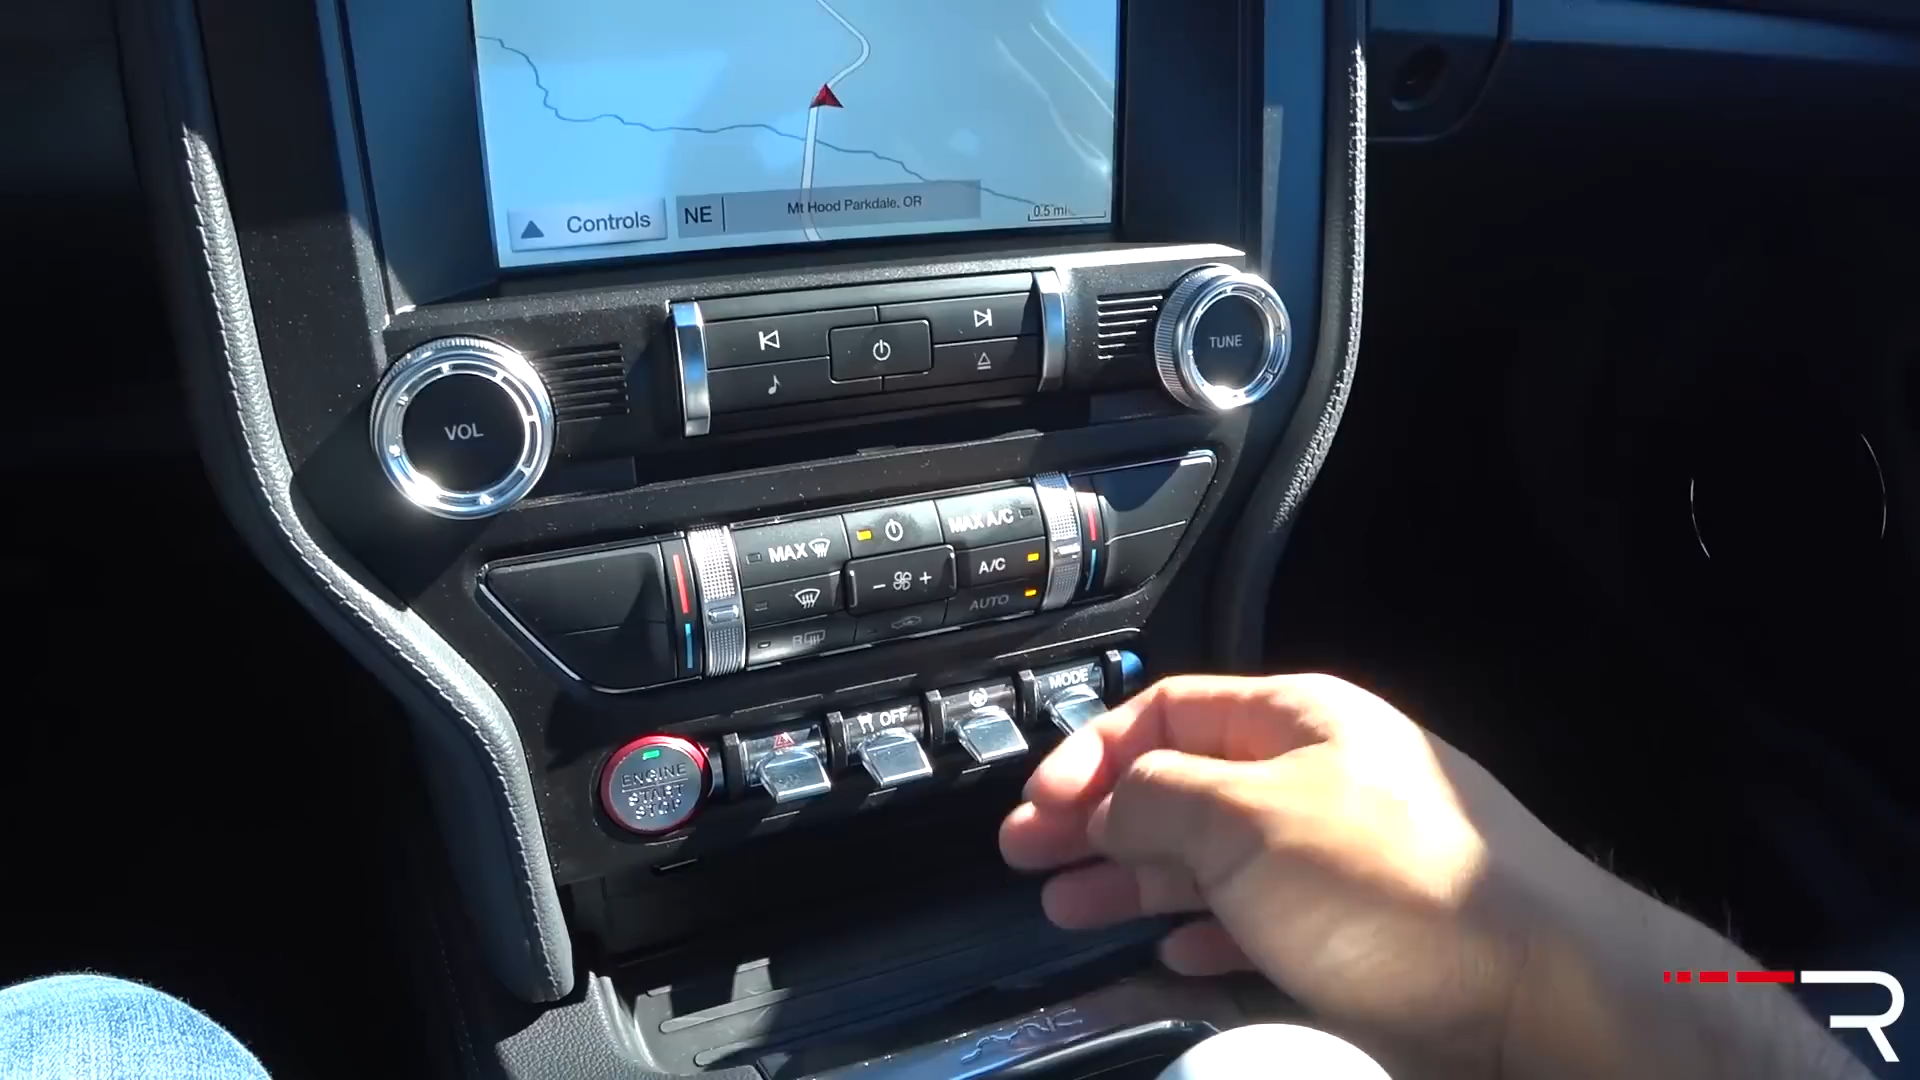 Controls
NE
Mt Hood Parkdale, OR
0.5 mi
VOL
TUNE
MAX
MAX A/C
A/C
AUTO
R
OFF
MODE
ENGINE
START
STOP
SYNC
R